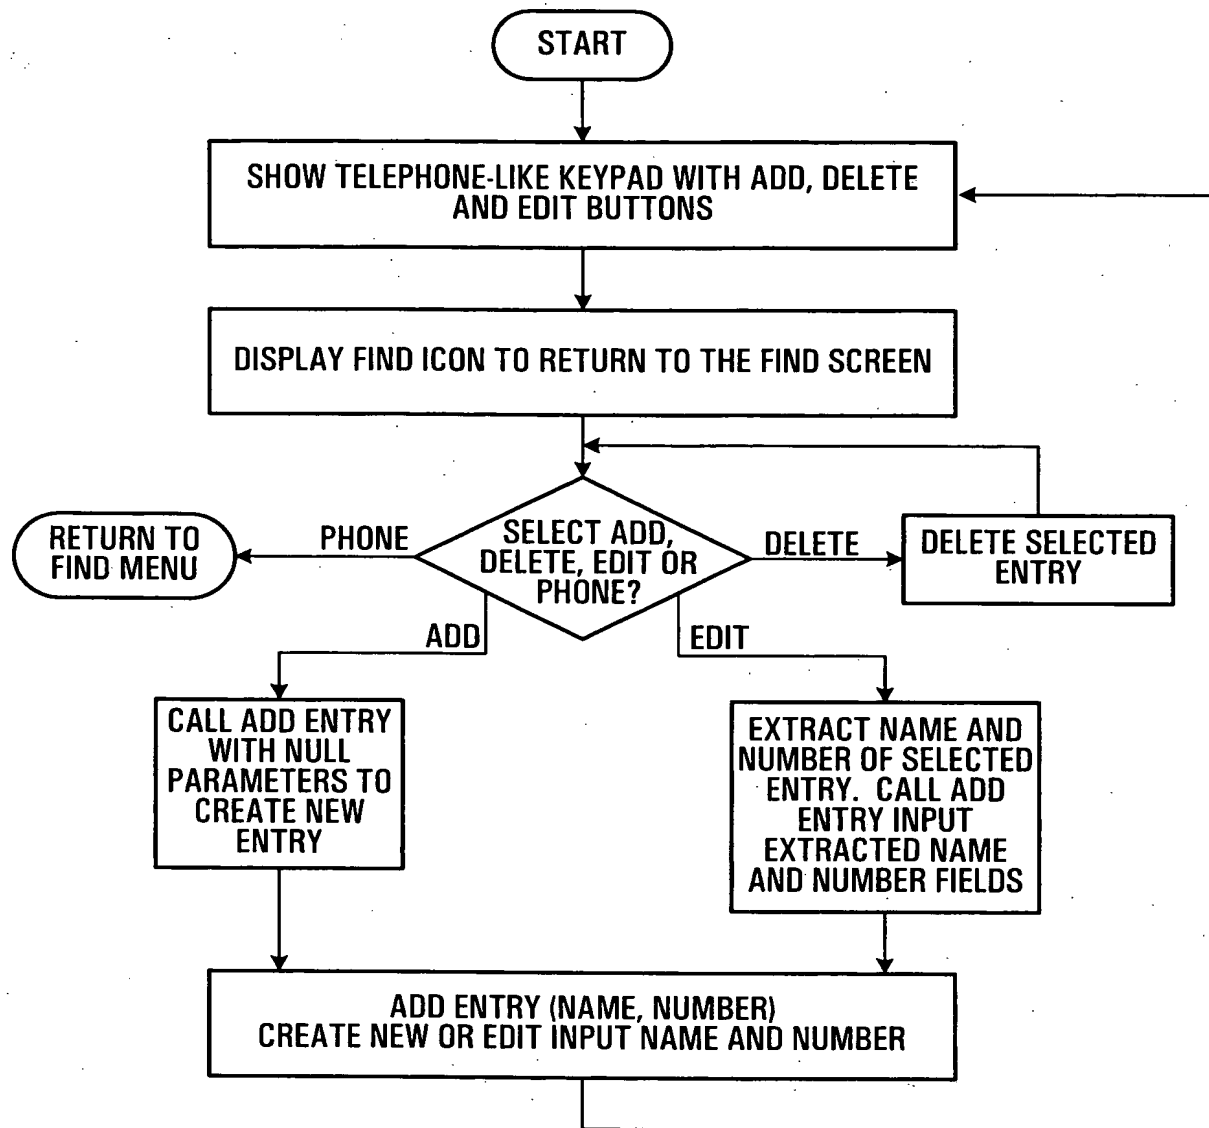 START
SHOW TELEPHONE-LIKE KEYPAD WITH ADD, DELETE
AND EDIT BUTTONS
DISPLAY FIND ICON TO RETURN TO THE FIND SCREEN
RETURN TO
FIND MENU
PHONE
SELECT ADD,
DELETE, EDIT OR
PHONE?
DELETE
DELETE SELECTED
ENTRY
ADD
EDIT
CALL ADD ENTRY
WITH NULL
PARAMETERS TO
CREATE NEW
ENTRY
EXTRACT NAME AND
NUMBER OF SELECTED
ENTRY. CALL ADD
ENTRY INPUT
EXTRACTED NAME
AND NUMBER FIELDS
ADD ENTRY (NAME, NUMBER)
CREATE NEW OR EDIT INPUT NAME AND NUMBER